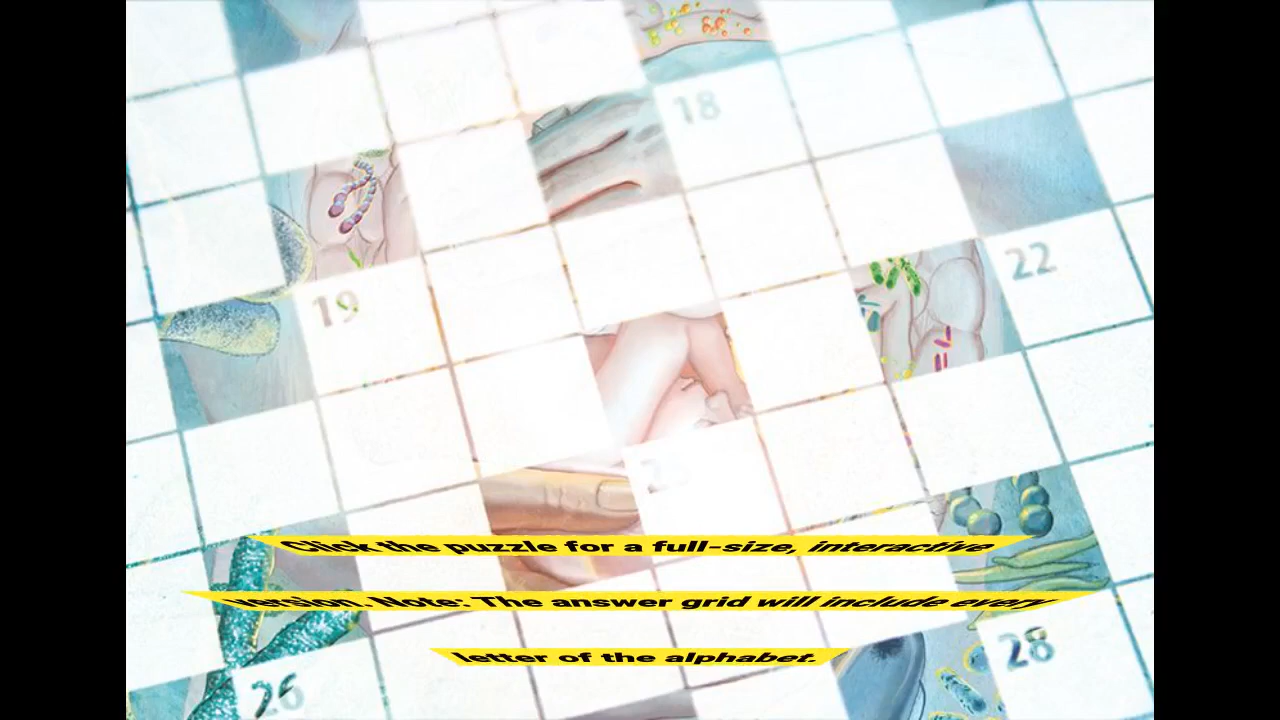 18
22
19
Click the puzzle for a full-size, interactive
version. Note: The answer grid will include every
letter of the alphabet.
28
26